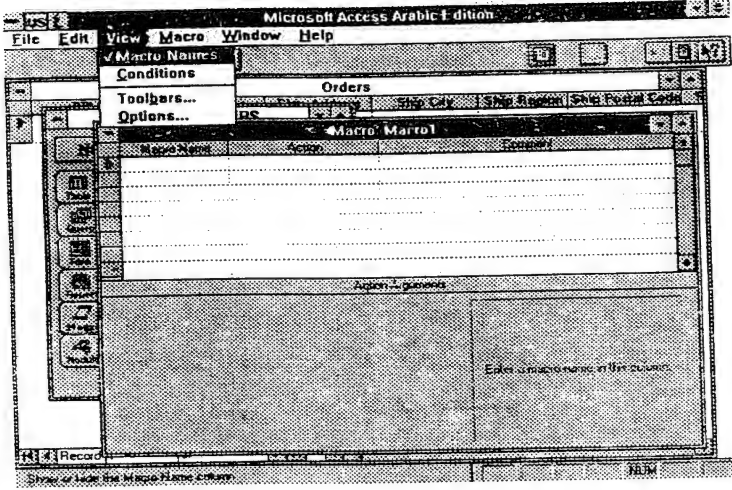 Microsoft Access Arabic Edition
File Edit View Macro Window Help
✓Macro Names
Conditions
Toolbars...
Options...
Orders
Ship City Ship Region Ship Postal Code
Macro: Macro1
Macro Name Action Comment
Action Arguments
Enter a macro name in this column.
Record
Show or hide the Macro Name column
NUM